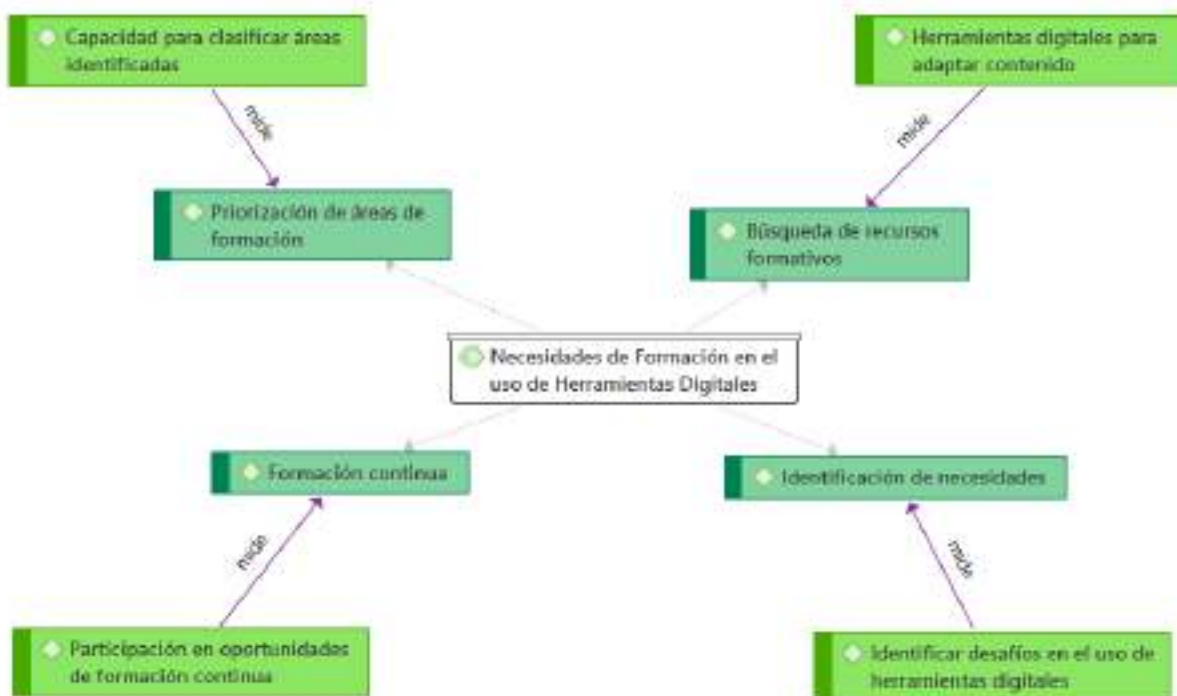 Capacidad para clasificar áreas
identificadas
Herramientas digitales para
adaptar contenido
mide
mide
Priorización de áreas de
formación
Búsqueda de recursos
formativos
Necesidades de Formación en el
uso de Herramientas Digitales
Formación continua
Identificación de necesidades
mide
mide
Participación en oportunidades
de formación continua
Identificar desafíos en el uso de
herramientas digitales